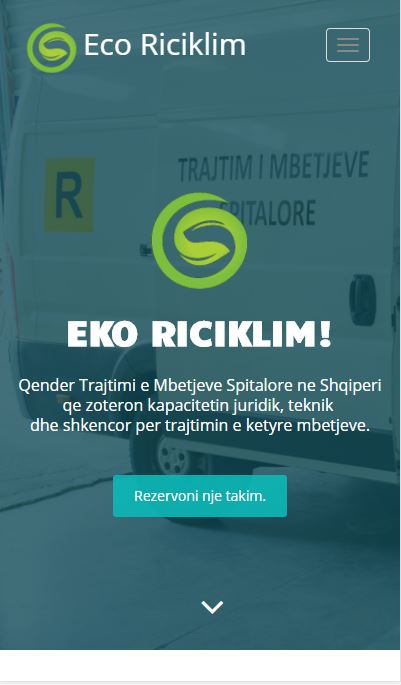 Eco Riciklim
R
TRAJTIM I MBETJEVE
SPITALORE
EKO RICIKLIM!
Qender Trajtimi e Mbetjeve Spitalore ne Shqiperi
qe zoteron kapacitetin juridik, teknik
dhe shkencor per trajtimin e ketyre mbetjeve.
Rezervoni nje takim.